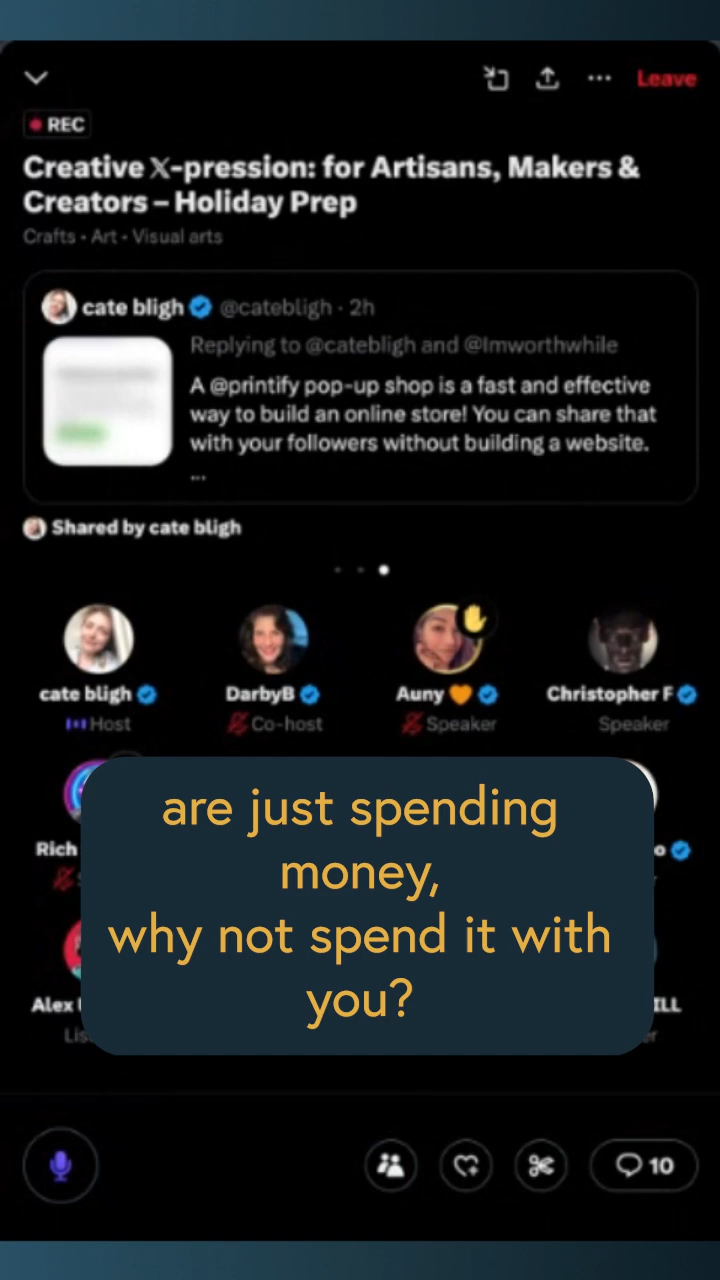 Leave
REC
Creative 𝕏-pression: for Artisans, Makers &
Creators – Holiday Prep
Crafts • Art • Visual arts
cate bligh @catebligh · 2h
Replying to @catebligh and @Imworthwhile
A @printify pop-up shop is a fast and effective
way to build an online store! You can share that
with your followers without building a website.
...
Shared by cate bligh
cate bligh DarbyB Auny 🧡 Christopher F
Host Co-host Speaker Speaker
are just spending
money,
why not spend it with
you?
Rich
Alex
10